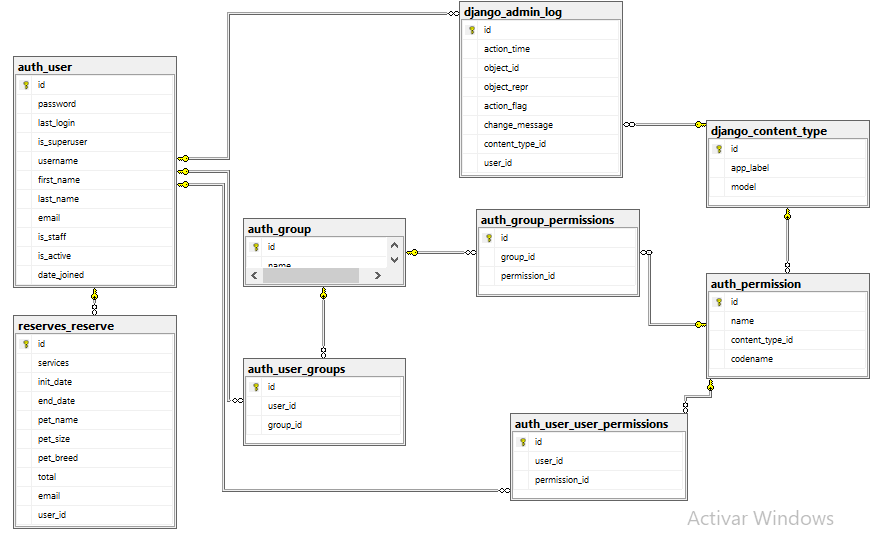 django_admin_log
id
action_time
object_id
object_repr
action_flag
change_message
content_type_id
user_id
auth_user
id
password
last_login
is_superuser
username
first_name
last_name
email
is_staff
is_active
date_joined
django_content_type
id
app_label
model
auth_group
id
name
auth_group_permissions
id
group_id
permission_id
auth_permission
id
name
content_type_id
codename
reserves_reserve
id
services
init_date
end_date
pet_name
pet_size
pet_breed
total
email
user_id
auth_user_groups
id
user_id
group_id
auth_user_user_permissions
id
user_id
permission_id
Activar Windows